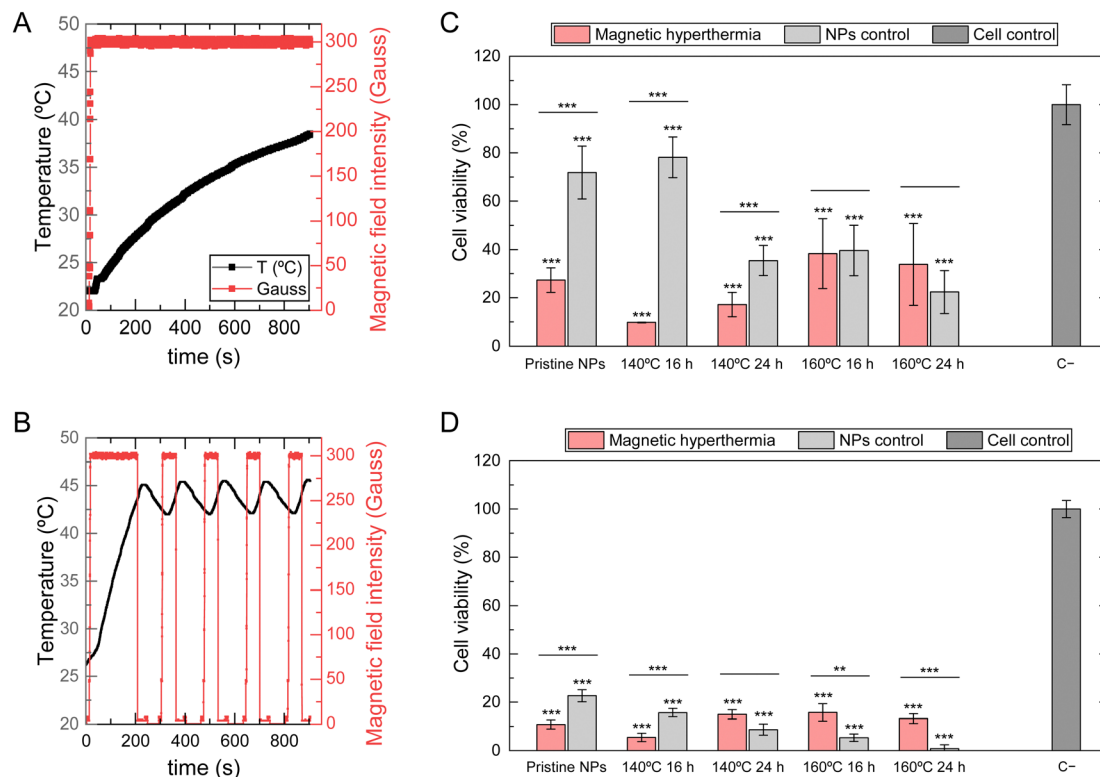 A
Temperature (ºC)
50
45
40
35
30
25
20
300
250
200
150
100
50
0
Magnetic field intensity (Gauss)
T (ºC)
Gauss
0 200 400 600 800
time (s)
C
Magnetic hyperthermia NPs control Cell control
Cell viability (%)
120
100
80
60
40
20
0
*** ***
*** ***
***
*** ***
*** *** *** ***
*** ***
***
Pristine NPs 140ºC 16 h 140ºC 24 h 160ºC 16 h 160ºC 24 h C−
B
Temperature (ºC)
50
45
40
35
30
25
20
300
250
200
150
100
50
0
Magnetic field intensity (Gauss)
0 200 400 600 800
time (s)
D
Magnetic hyperthermia NPs control Cell control
Cell viability (%)
120
100
80
60
40
20
0
*** *** ** ***
*** *** *** *** *** ***
*** *** *** ***
Pristine NPs 140ºC 16 h 140ºC 24 h 160ºC 16 h 160ºC 24 h C−